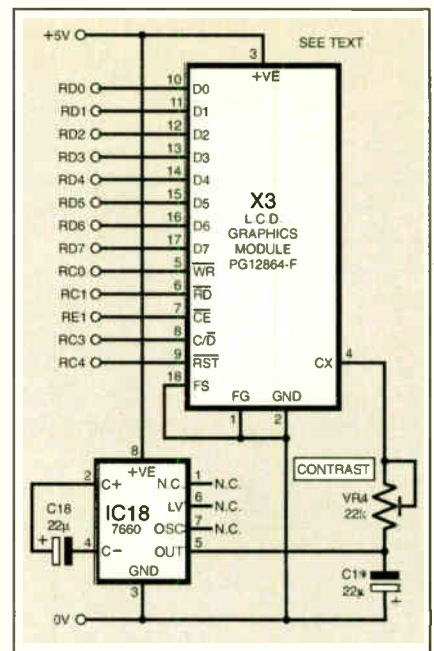 +5V
SEE TEXT
3
+VE
RD0 10 D0
RD1 11 D1
RD2 12 D2
RD3 13 D3
RD4 14 D4
RD5 15 D5
RD6 16 D6
RD7 17 D7
RC0 5 WR
RC1 6 RD
RE1 7 CE
RC3 8 C/D
RC4 9 RST
18 FS
X3
L.C.D.
GRAPHICS
MODULE
PG12864-F
CX 4
FG GND
1 2
CONTRAST
VR4
22k
8
+VE
2 C+ N.C. 1 N.C.
LV 6 N.C.
OSC 7 N.C.
IC18
7660
C18
22μ
+
4 C- OUT 5
GND
3
C19
22μ
+
0V